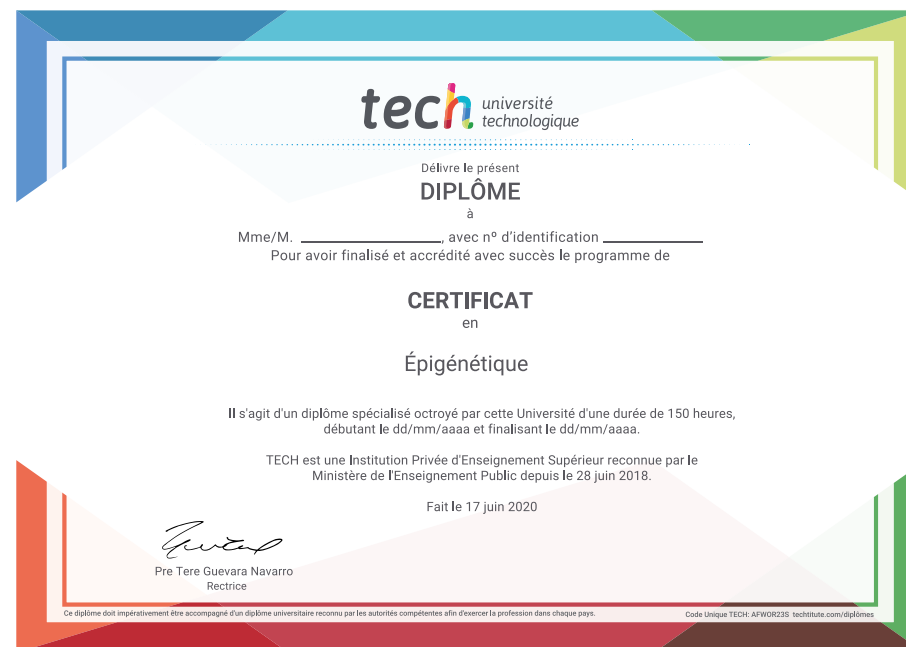 tech université
technologique
Délivre le présent
DIPLÔME
à
Mme/M. ____________________, avec nº d'identification ______________
Pour avoir finalisé et accrédité avec succès le programme de
CERTIFICAT
en
Épigénétique
Il s'agit d'un diplôme spécialisé octroyé par cette Université d'une durée de 150 heures,
débutant le dd/mm/aaaa et finalisant le dd/mm/aaaa.
TECH est une Institution Privée d'Enseignement Supérieur reconnue par le
Ministère de l'Enseignement Public depuis le 28 juin 2018.
Fait le 17 juin 2020
Pre Tere Guevara Navarro
Rectrice
Ce diplôme doit impérativement être accompagné d'un diplôme universitaire reconnu par les autorités compétentes afin d'exercer la profession dans chaque pays.
Code Unique TECH: AFWOR23S techtitute.com/diplômes